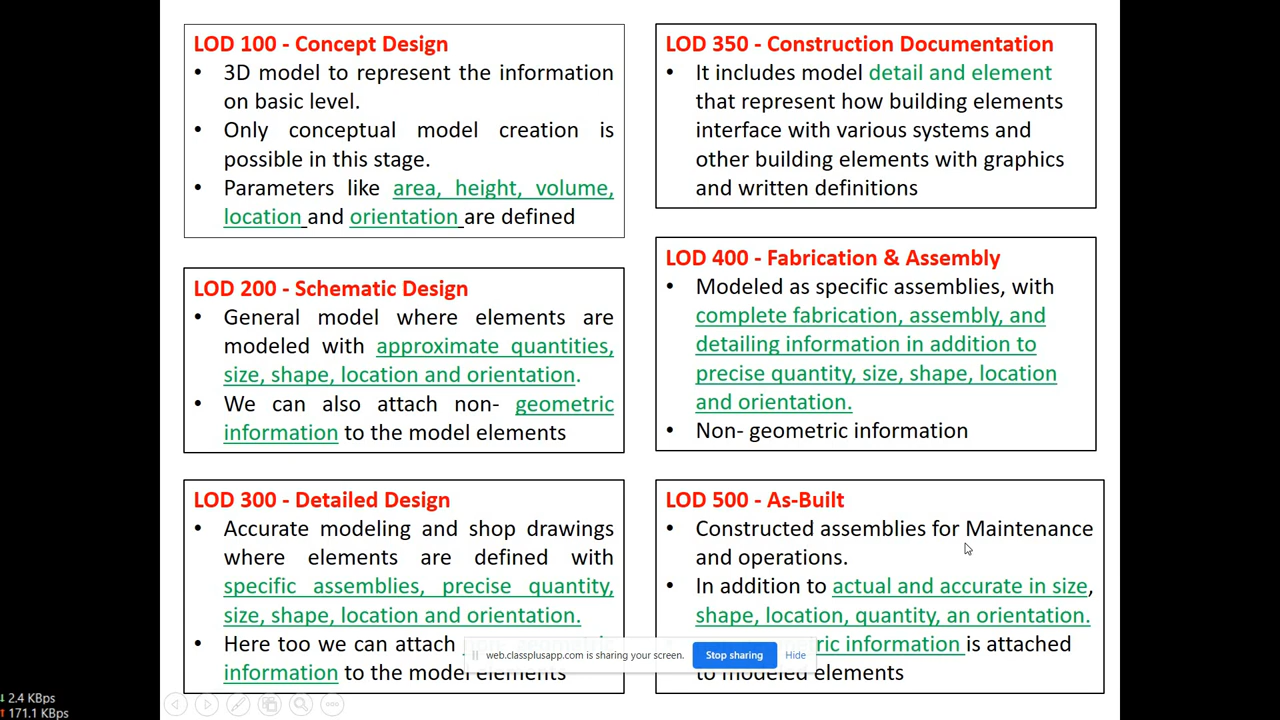 LOD 100 - Concept Design
• 3D model to represent the information
on basic level.
• Only conceptual model creation is
possible in this stage.
• Parameters like area, height, volume,
location and orientation are defined
LOD 200 - Schematic Design
• General model where elements are
modeled with approximate quantities,
size, shape, location and orientation.
• We can also attach non- geometric
information to the model elements
LOD 300 - Detailed Design
• Accurate modeling and shop drawings
where elements are defined with
specific assemblies, precise quantity,
size, shape, location and orientation.
• Here too we can attach
information to the model elements
LOD 350 - Construction Documentation
• It includes model detail and element
that represent how building elements
interface with various systems and
other building elements with graphics
and written definitions
LOD 400 - Fabrication & Assembly
• Modeled as specific assemblies, with
complete fabrication, assembly, and
detailing information in addition to
precise quantity, size, shape, location
and orientation.
• Non- geometric information
LOD 500 - As-Built
• Constructed assemblies for Maintenance
and operations.
• In addition to actual and accurate in size,
shape, location, quantity, an orientation.
information is attached
to modeled elements
web.classplusapp.com is sharing your screen.
Stop sharing
Hide
↓ 2.4 KBps
↑ 171.1 KBps